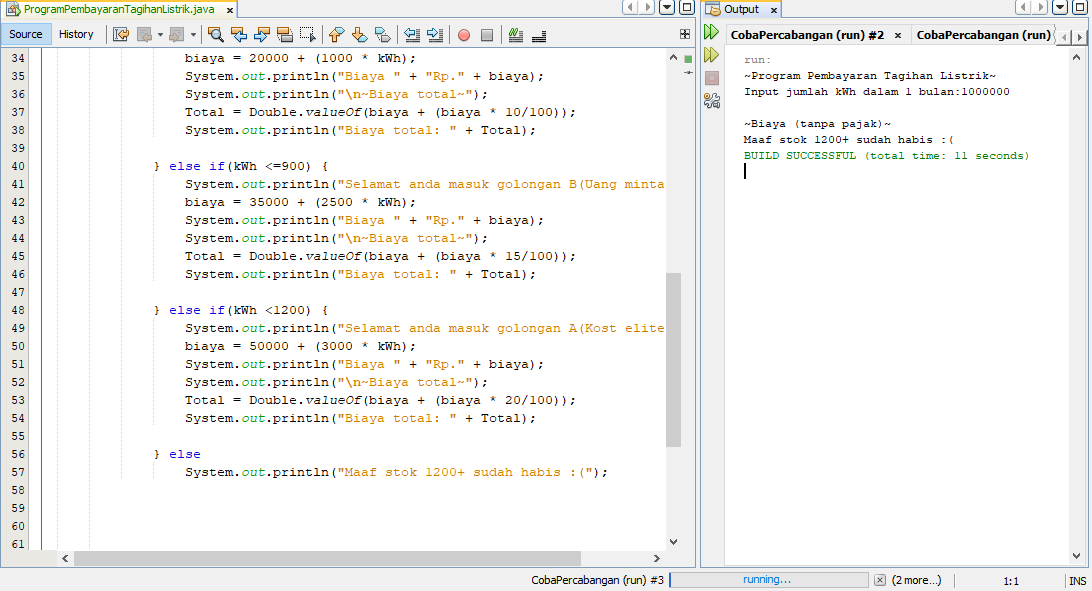 ProgramPembayaranTagihanListrik.java x
Source History
34 biaya = 20000 + (1000 * kWh);
35 System.out.println("Biaya " + "Rp." + biaya);
36 System.out.println("\n~Biaya total~");
37 Total = Double.valueOf(biaya + (biaya * 10/100));
38 System.out.println("Biaya total: " + Total);
39
40 } else if(kWh <=900) {
41 System.out.println("Selamat anda masuk golongan B(Uang minta
42 biaya = 35000 + (2500 * kWh);
43 System.out.println("Biaya " + "Rp." + biaya);
44 System.out.println("\n~Biaya total~");
45 Total = Double.valueOf(biaya + (biaya * 15/100));
46 System.out.println("Biaya total: " + Total);
47
48 } else if(kWh <1200) {
49 System.out.println("Selamat anda masuk golongan A(Kost elite
50 biaya = 50000 + (3000 * kWh);
51 System.out.println("Biaya " + "Rp." + biaya);
52 System.out.println("\n~Biaya total~");
53 Total = Double.valueOf(biaya + (biaya * 20/100));
54 System.out.println("Biaya total: " + Total);
55
56 } else
57 System.out.println("Maaf stok 1200+ sudah habis :(");
58
59
60
61
Output x
CobaPercabangan (run) #2 x CobaPercabangan (run)
run:
~Program Pembayaran Tagihan Listrik~
Input jumlah kWh dalam 1 bulan:1000000
~Biaya (tanpa pajak)~
Maaf stok 1200+ sudah habis :(
BUILD SUCCESSFUL (total time: 11 seconds)
CobaPercabangan (run) #3 running... (2 more...) 1:1 INS